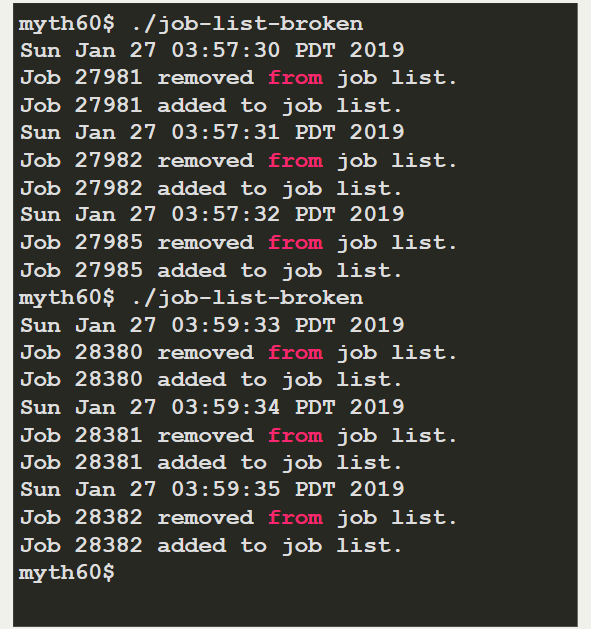 myth60$ ./job-list-broken
Sun Jan 27 03:57:30 PDT 2019
Job 27981 removed from job list.
Job 27981 added to job list.
Sun Jan 27 03:57:31 PDT 2019
Job 27982 removed from job list.
Job 27982 added to job list.
Sun Jan 27 03:57:32 PDT 2019
Job 27985 removed from job list.
Job 27985 added to job list.
myth60$ ./job-list-broken
Sun Jan 27 03:59:33 PDT 2019
Job 28380 removed from job list.
Job 28380 added to job list.
Sun Jan 27 03:59:34 PDT 2019
Job 28381 removed from job list.
Job 28381 added to job list.
Sun Jan 27 03:59:35 PDT 2019
Job 28382 removed from job list.
Job 28382 added to job list.
myth60$